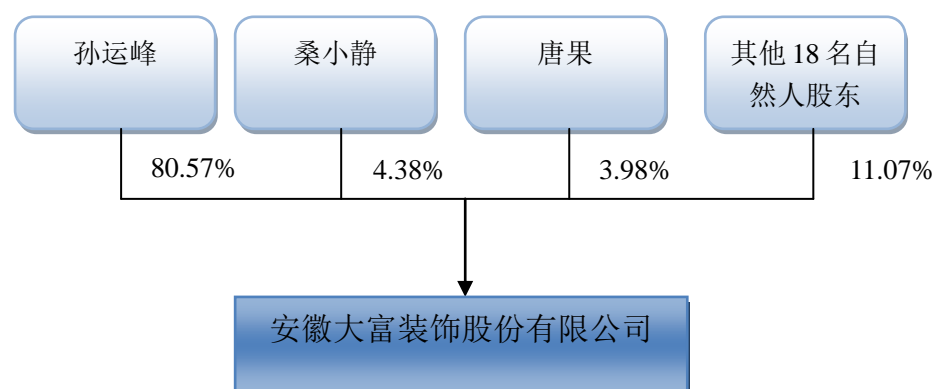 孙运峰
桑小静
唐果
其他 18 名自
然人股东
80.57%
4.38%
3.98%
11.07%
安徽大富装饰股份有限公司